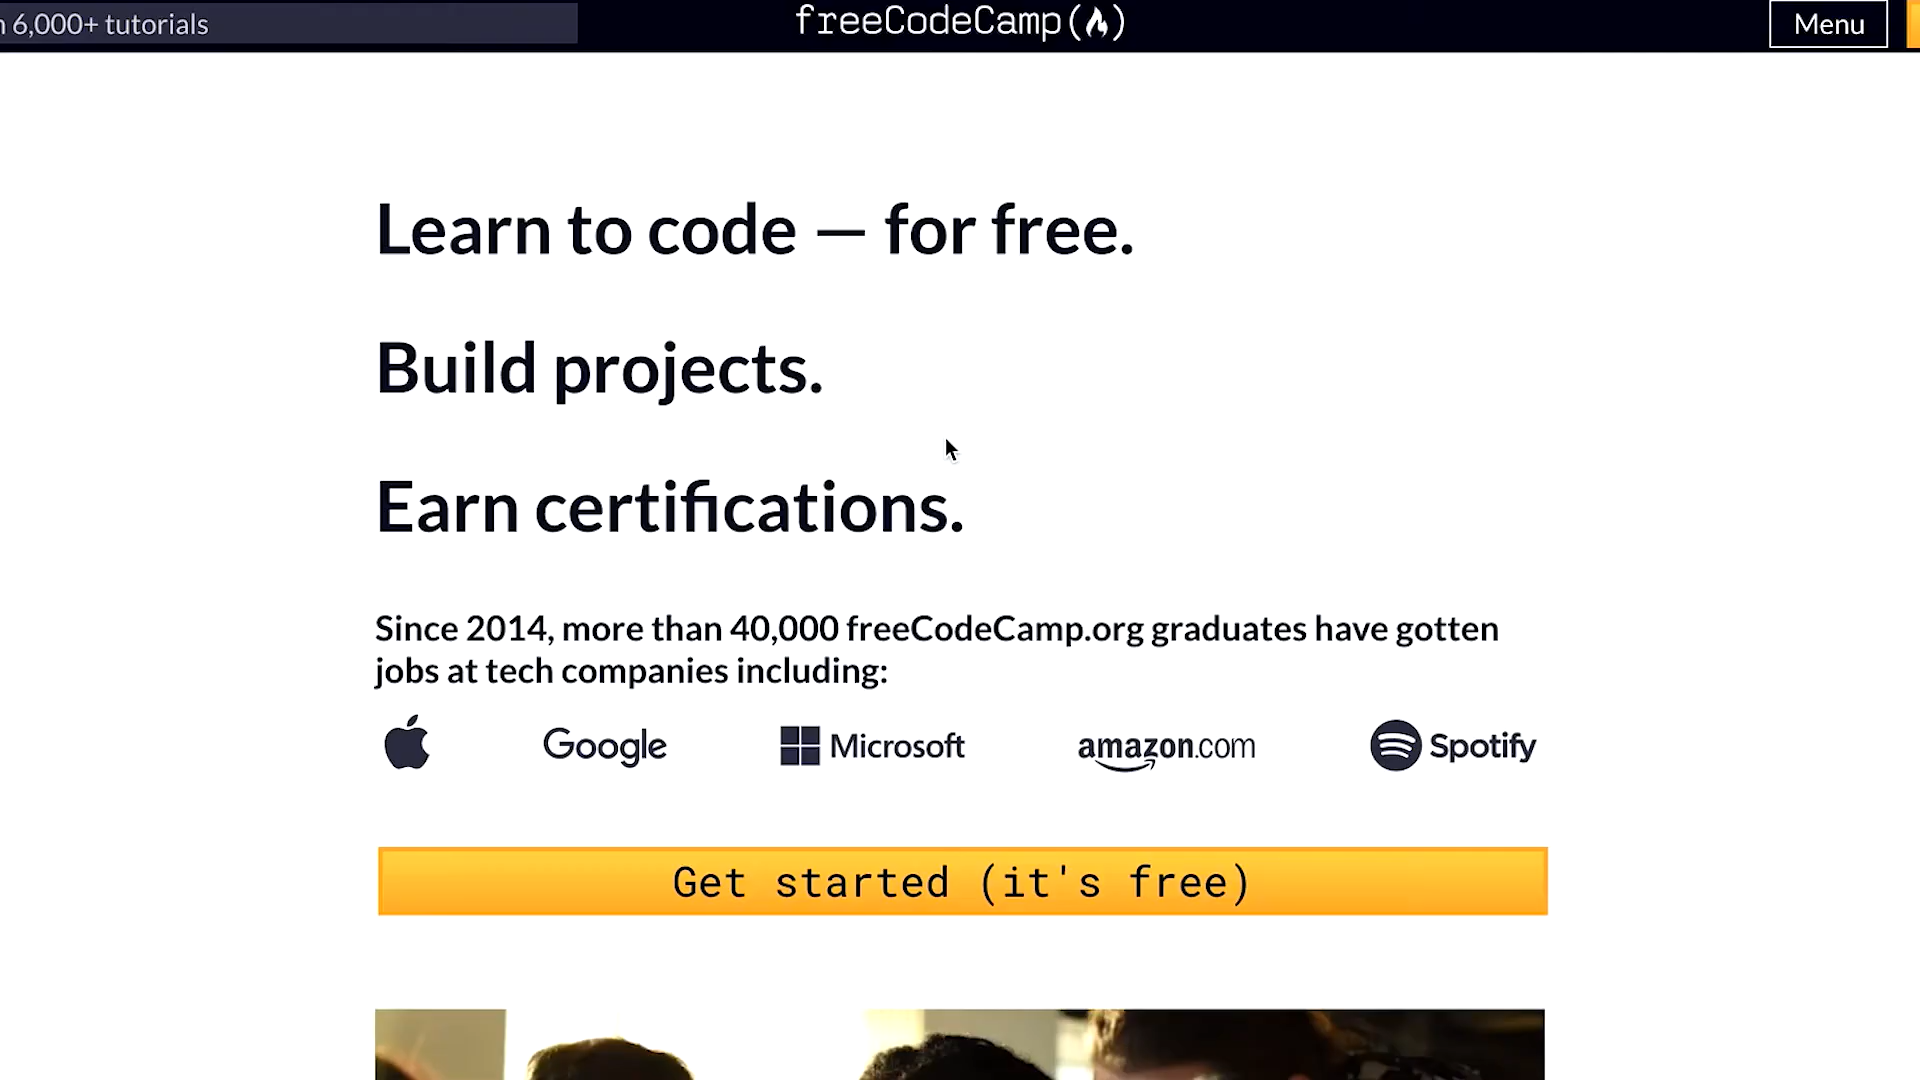 6,000+ tutorials
freeCodeCamp
Menu
Learn to code — for free.
Build projects.
Earn certifications.
Since 2014, more than 40,000 freeCodeCamp.org graduates have gotten
jobs at tech companies including:
Google
Microsoft
amazon.com
Spotify
Get started (it's free)